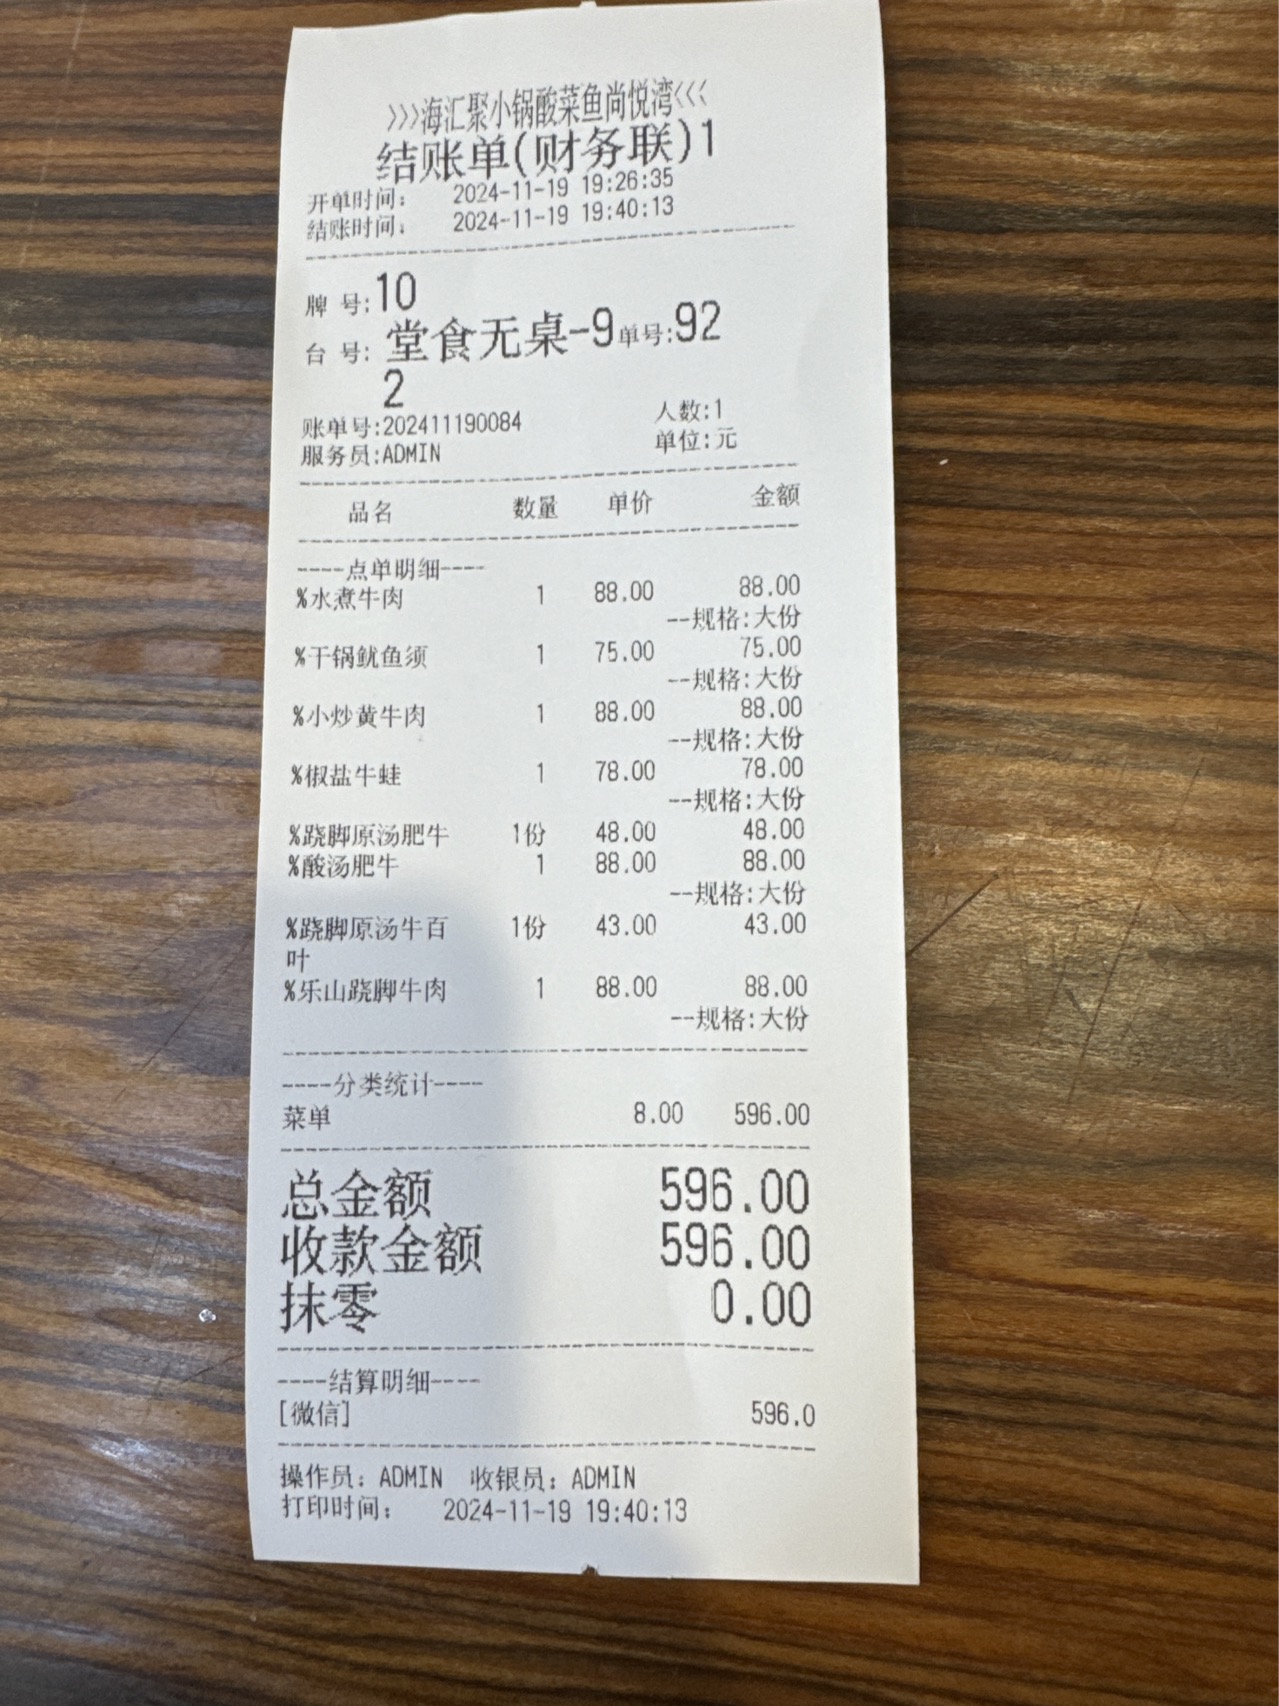 >>>海汇聚小锅酸菜鱼尚悦湾<<<
结账单(财务联)1
开单时间: 2024-11-19 19:26:35
结账时间: 2024-11-19 19:40:13
牌 号:10
台 号: 堂食无桌-9单号:92
2
账单号:202411190084 人数:1
服务员:ADMIN 单位:元
品名 数量 单价 金额
----点单明细----
%水煮牛肉 1 88.00 88.00
--规格:大份
%干锅鱿鱼须 1 75.00 75.00
--规格:大份
%小炒黄牛肉 1 88.00 88.00
--规格:大份
%椒盐牛蛙 1 78.00 78.00
--规格:大份
%跷脚原汤肥牛 1份 48.00 48.00
%酸汤肥牛 1 88.00 88.00
--规格:大份
%跷脚原汤牛百 1份 43.00 43.00
叶
%乐山跷脚牛肉 1 88.00 88.00
--规格:大份
----分类统计----
菜单 8.00 596.00
总金额 596.00
收款金额 596.00
抹零 0.00
----结算明细----
[微信] 596.0
操作员: ADMIN 收银员: ADMIN
打印时间: 2024-11-19 19:40:13